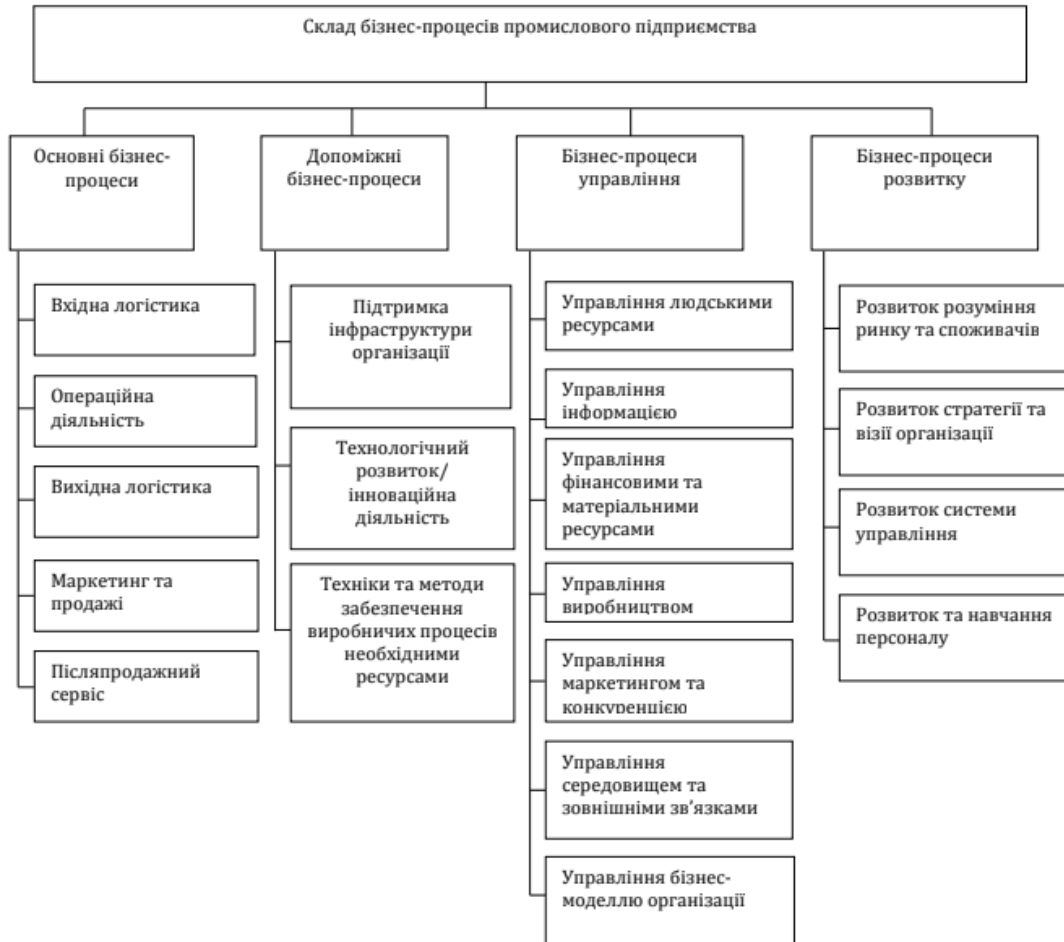 Склад бізнес-процесів промислового підприємства
Основні бізнес-
процеси
Допоміжні
бізнес-процеси
Бізнес-процеси
управління
Бізнес-процеси
розвитку
Вхідна логістика
Операційна
діяльність
Вихідна логістика
Маркетинг та
продажі
Післяпродажний
сервіс
Підтримка
інфраструктури
організації
Технологічний
розвиток/
інноваційна
діяльність
Техніки та методи
забезпечення
виробничих процесів
необхідними
ресурсами
Управління людськими
ресурсами
Управління
інформацією
Управління
фінансовими та
матеріальними
ресурсами
Управління
виробництвом
Управління
маркетингом та
конкуренцією
Управління
середовищем та
зовнішніми зв’язками
Управління бізнес-
моделлю організації
Розвиток розуміння
ринку та споживачів
Розвиток стратегії та
візії організації
Розвиток системи
управління
Розвиток та навчання
персоналу